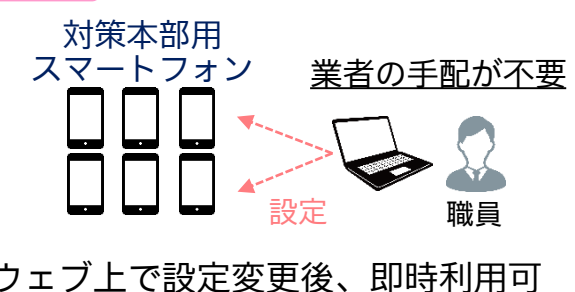 対策本部用
スマートフォン
業者の手配が不要
設定
職員
ウェブ上で設定変更後、即時利用可